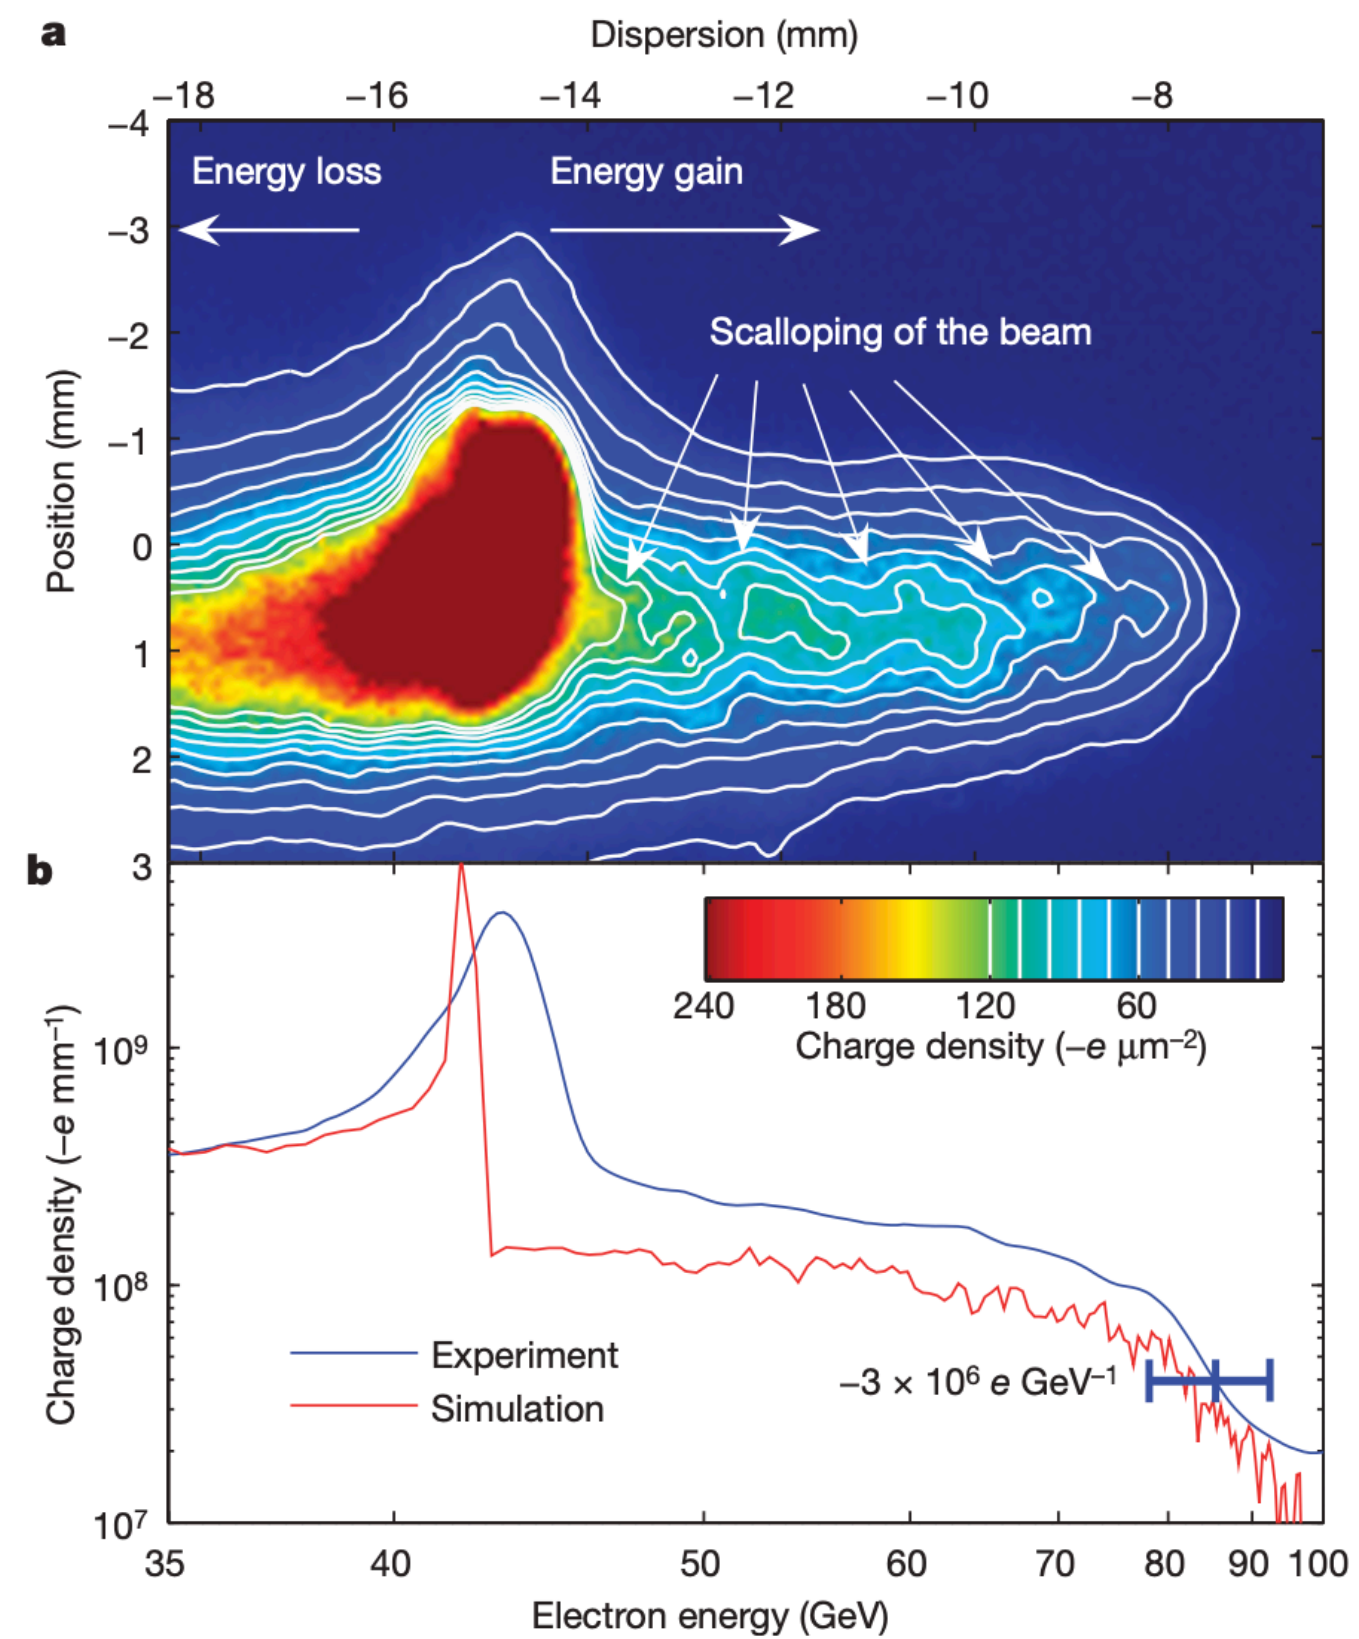 a
Dispersion (mm)
−18 −16 −14 −12 −10 −8
−4
Energy loss Energy gain
−3
Scalloping of the beam
−2
−1
0
1
2
3
Position (mm)
b
240 180 120 60
Charge density (−e μm⁻²)
10⁹
10⁸
10⁷
Charge density (−e mm⁻¹)
Experiment
Simulation
−3 × 10⁶ e GeV⁻¹
35 40 50 60 70 80 90 100
Electron energy (GeV)